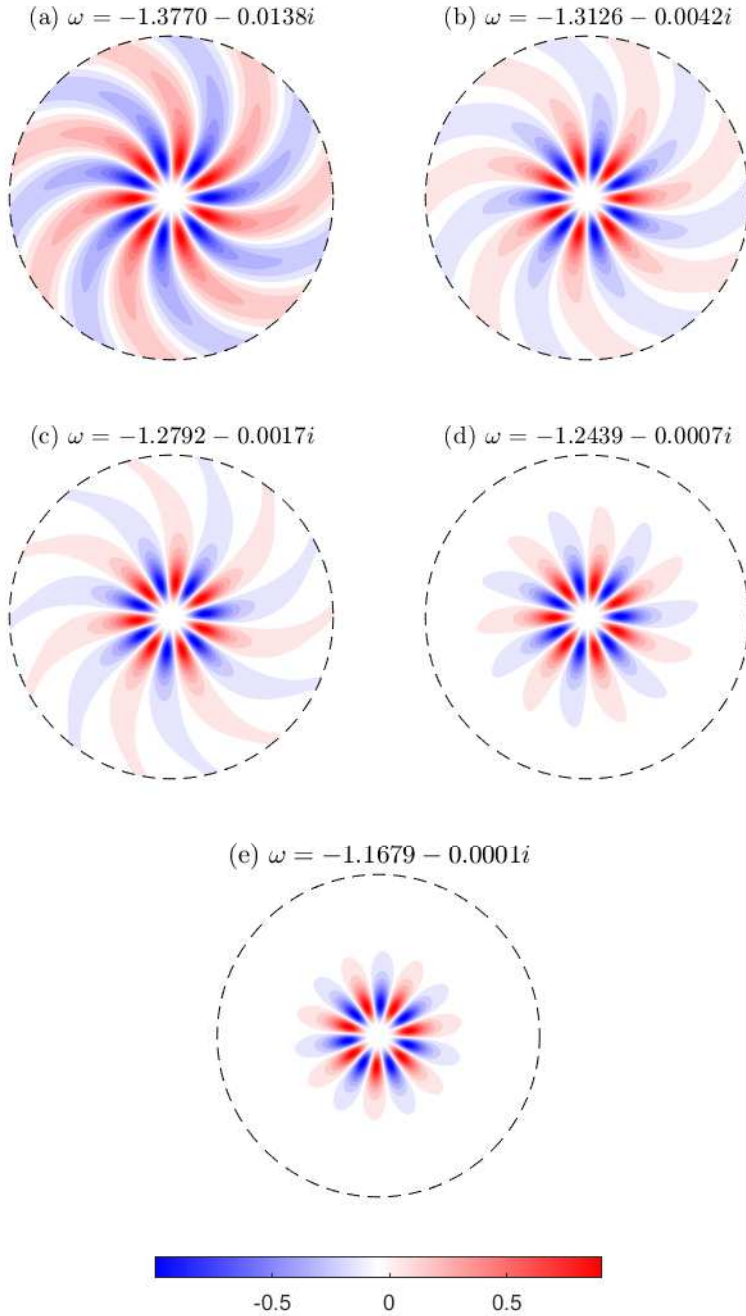 (a) ω = −1.3770 − 0.0138i
(b) ω = −1.3126 − 0.0042i
(c) ω = −1.2792 − 0.0017i
(d) ω = −1.2439 − 0.0007i
(e) ω = −1.1679 − 0.0001i
-0.5 0 0.5